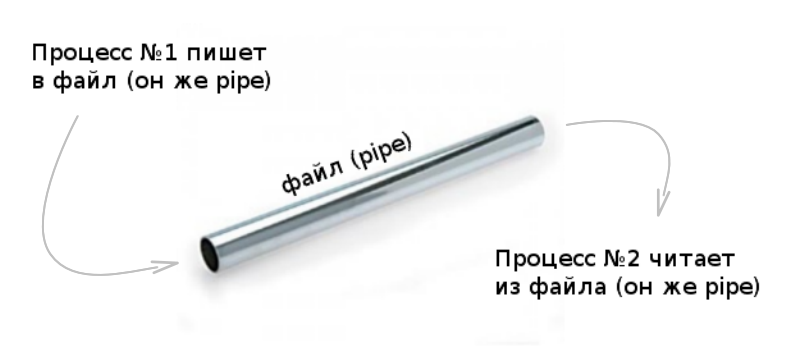 Процесс №1 пишет
в файл (он же pipe)
файл (pipe)
Процесс №2 читает
из файла (он же pipe)